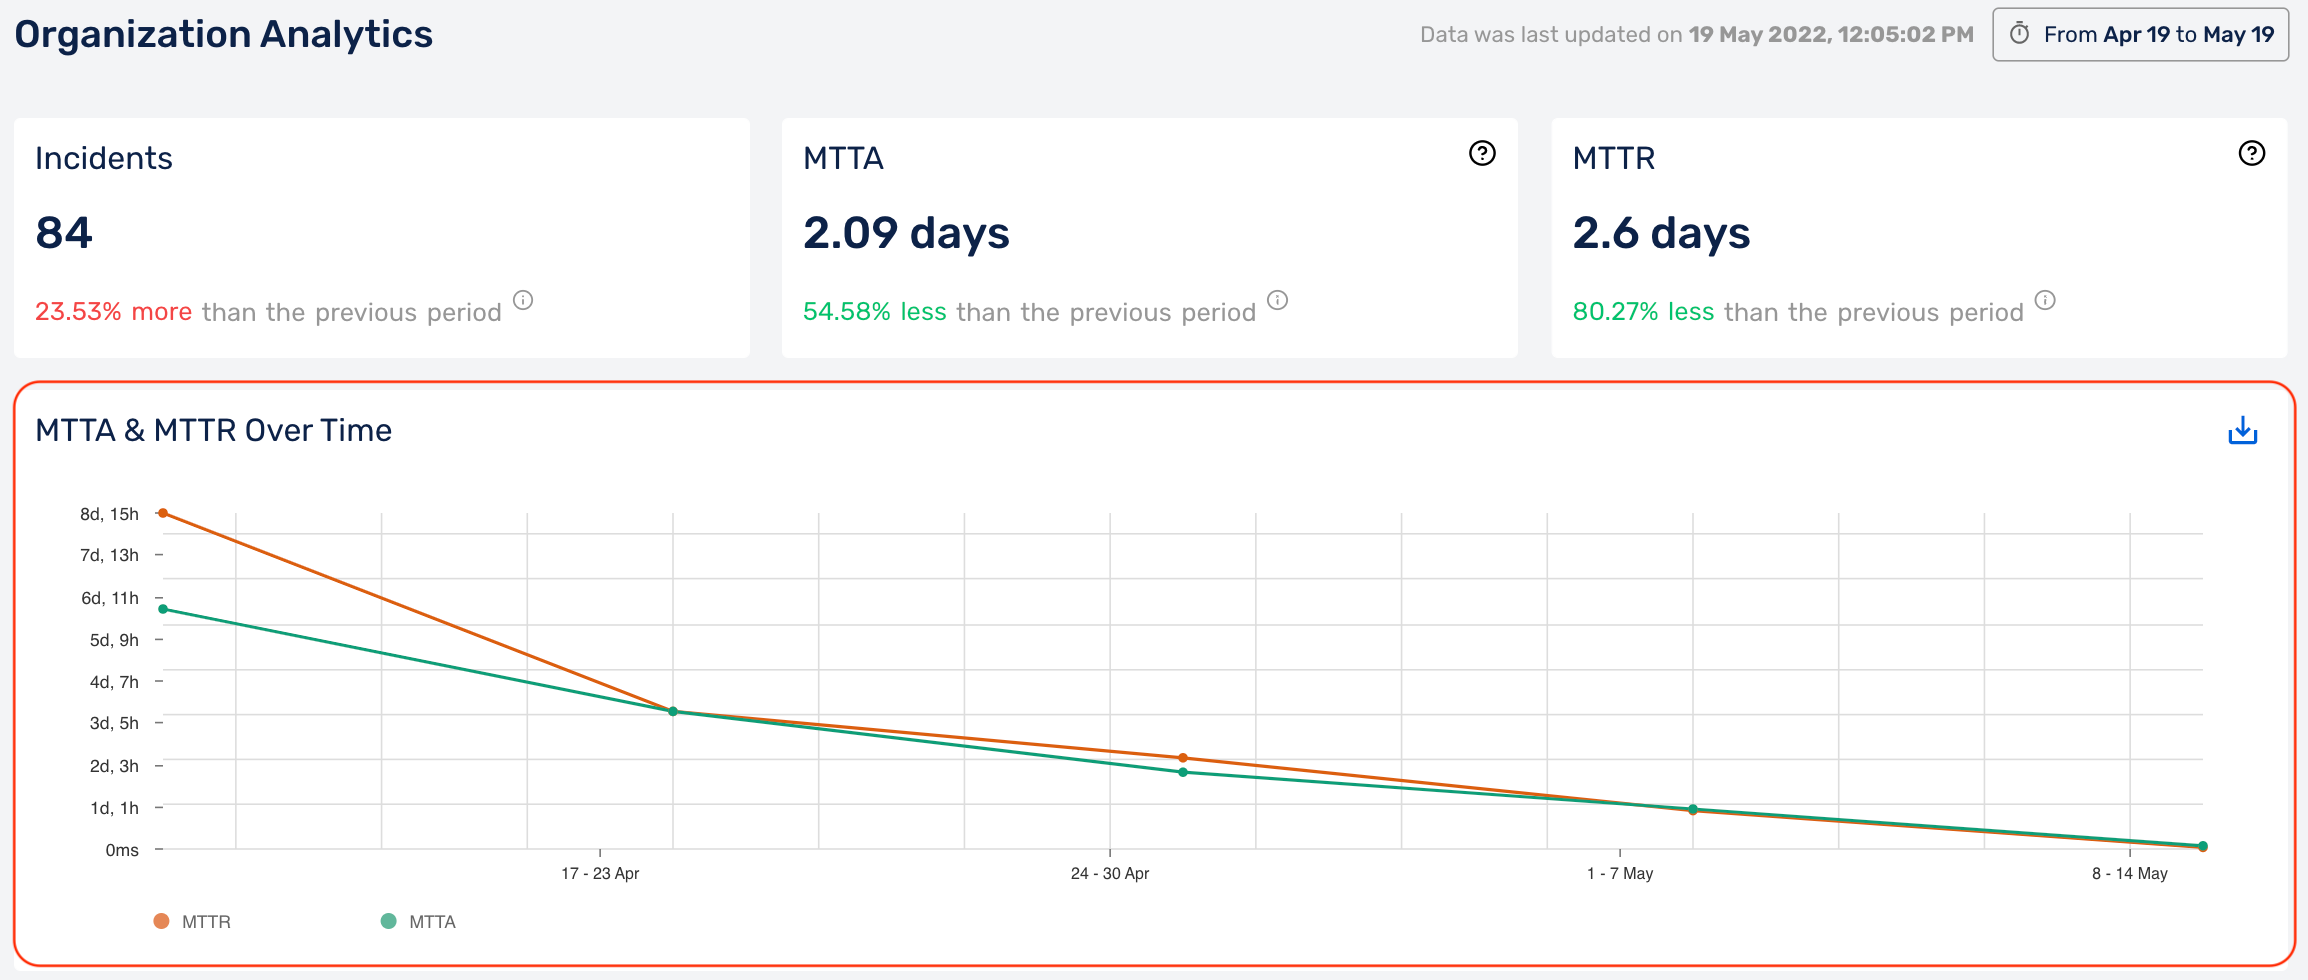 Organization Analytics
Data was last updated on 19 May 2022, 12:05:02 PM
From Apr 19 to May 19
Incidents
84
23.53% more than the previous period
MTTA
2.09 days
54.58% less than the previous period
MTTR
2.6 days
80.27% less than the previous period
MTTA & MTTR Over Time
8d, 15h
7d, 13h
6d, 11h
5d, 9h
4d, 7h
3d, 5h
2d, 3h
1d, 1h
0ms
17 - 23 Apr
24 - 30 Apr
1 - 7 May
8 - 14 May
MTTR
MTTA